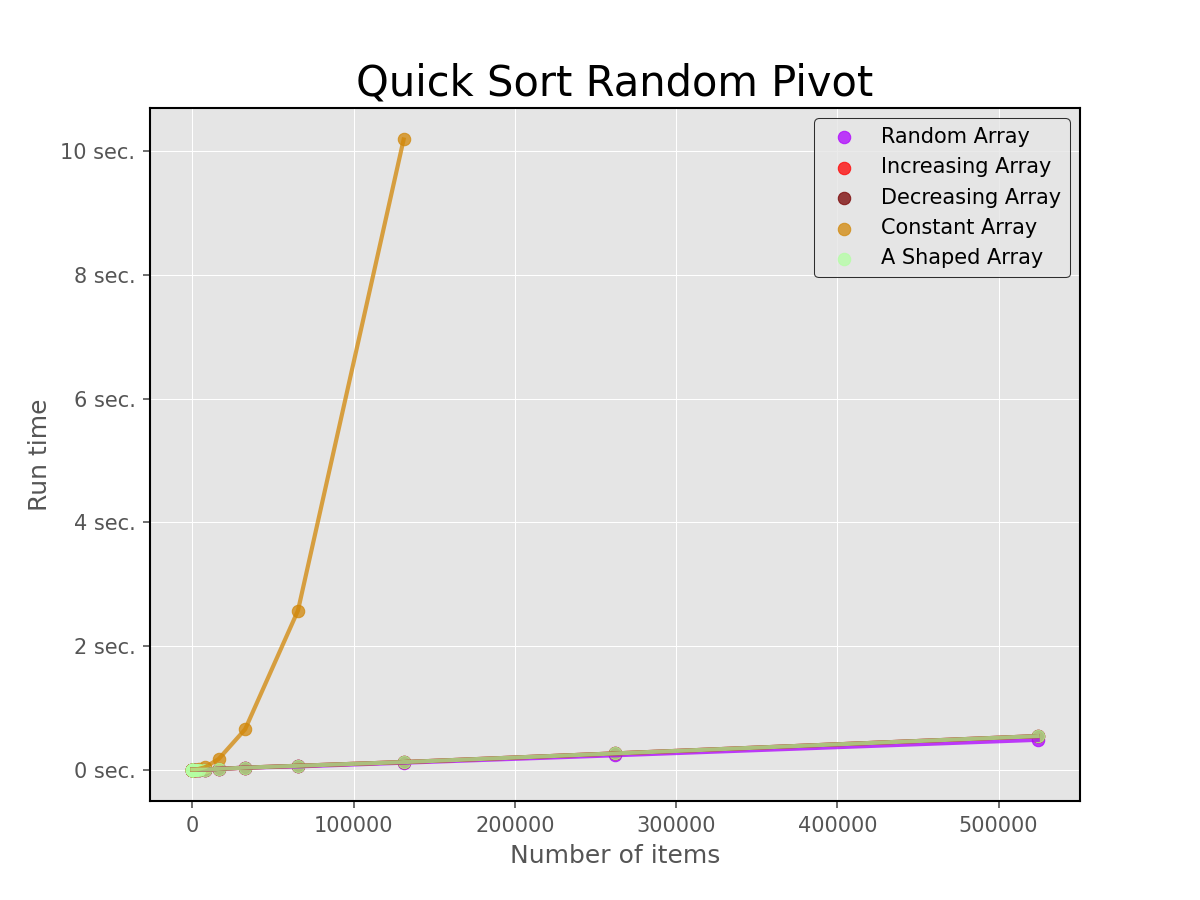 Quick Sort Random Pivot
Random Array
Increasing Array
Decreasing Array
Constant Array
A Shaped Array
10 sec.
8 sec.
6 sec.
4 sec.
2 sec.
0 sec.
Run time
0
100000
200000
300000
400000
500000
Number of items